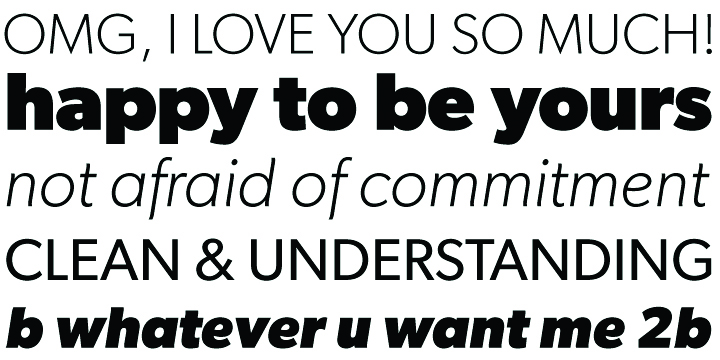 OMG, I LOVE YOU SO MUCH!
happy to be yours
not afraid of commitment
CLEAN & UNDERSTANDING
b whatever u want me 2b